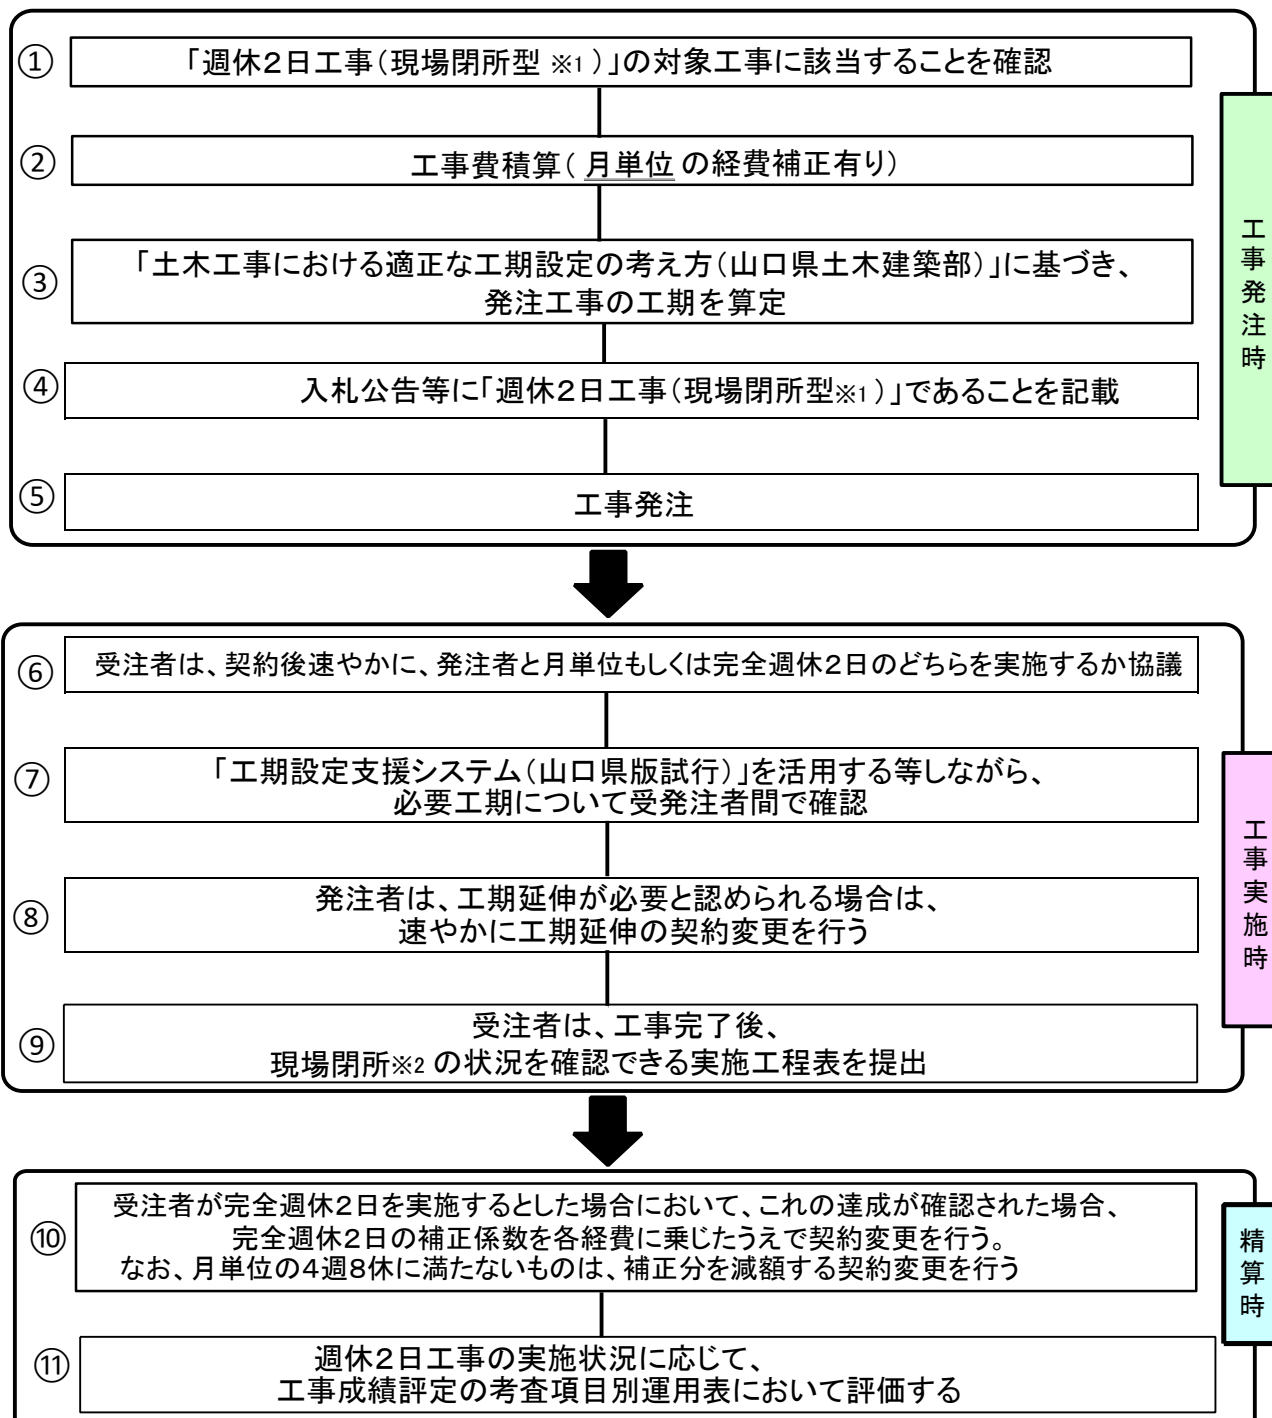 ①
「週休2日工事(現場閉所型 ※1)」の対象工事に該当することを確認
②
工事費積算( 月単位 の経費補正有り)
③
「土木工事における適正な工期設定の考え方(山口県土木建築部)」に基づき、
発注工事の工期を算定
④
入札公告等に「週休2日工事(現場閉所型※1)」であることを記載
⑤
工事発注
工事発注時
⑥
受注者は、契約後速やかに、発注者と月単位もしくは完全週休2日のどちらを実施するか協議
⑦
「工期設定支援システム(山口県版試行)」を活用する等しながら、
必要工期について受発注者間で確認
⑧
発注者は、工期延伸が必要と認められる場合は、
速やかに工期延伸の契約変更を行う
⑨
受注者は、工事完了後、
現場閉所※2 の状況を確認できる実施工程表を提出
工事実施時
⑩
受注者が完全週休2日を実施するとした場合において、これの達成が確認された場合、
完全週休2日の補正係数を各経費に乗じたうえで契約変更を行う。
なお、月単位の4週8休に満たないものは、補正分を減額する契約変更を行う
⑪
週休2日工事の実施状況に応じて、
工事成績評定の考査項目別運用表において評価する
精算時